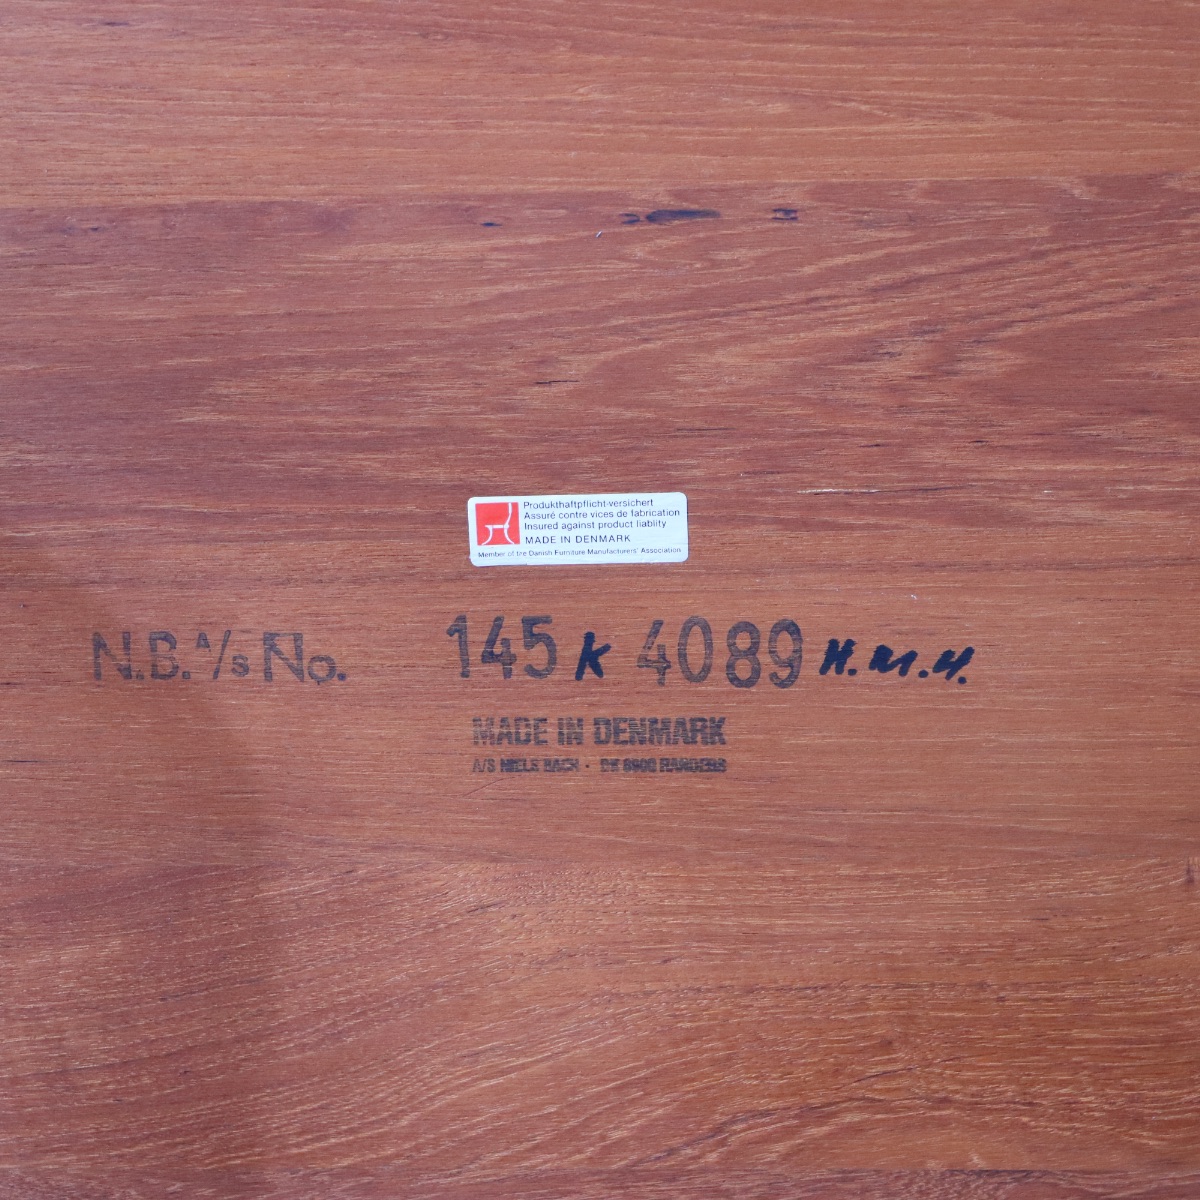 Produkthaftpflicht-versichert
Assuré contre vices de fabrication
Insured against product liablity
MADE IN DENMARK
Member of the Danish Furniture Manufacturers' Association
N.B. A/S No. 145 K 4089 H.M.H.
MADE IN DENMARK
A/S NIELS BACH · DK 8900 RANDERS